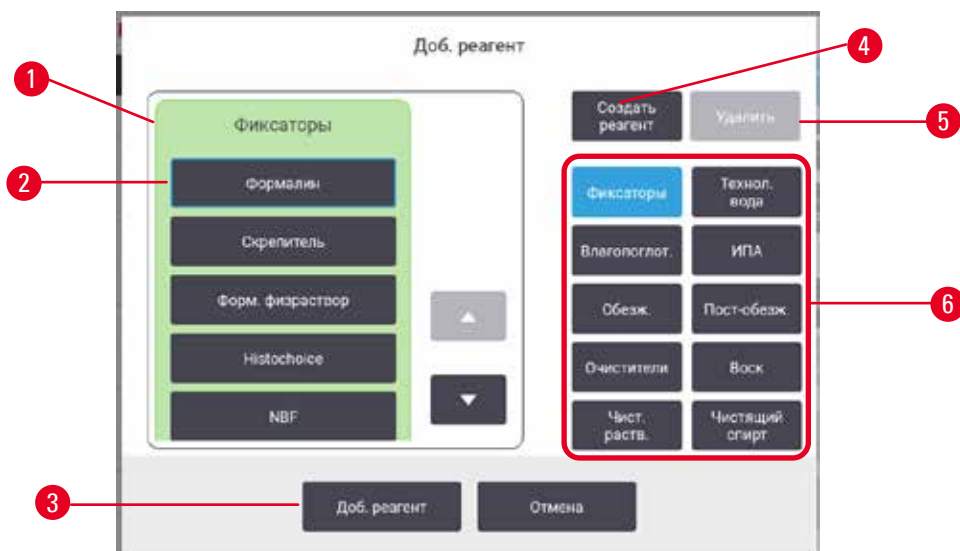 Доб. реагент
4
1
Создать
реагент
Удалить
5
Фиксаторы
2
Формалин
Скрепитель
Форм. физраствор
Histochoice
NBF
Фиксаторы
Технол.
вода
Влагопоглот.
ИПА
6
Обезж.
Пост-обезж.
Очистители
Воск
Чист.
раств.
Чистящий
спирт
3
Доб. реагент
Отмена